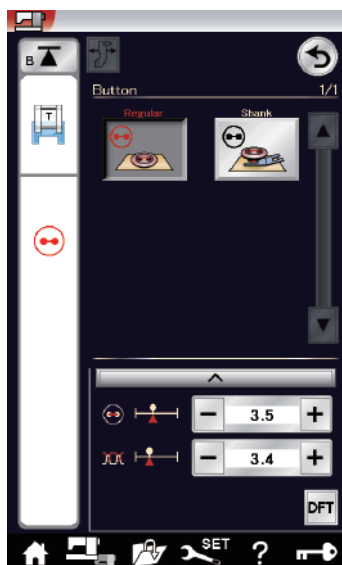 B
T
Button 1/1
Regular Shank
− 3.5 +
− 3.4 +
DFT
SET
?